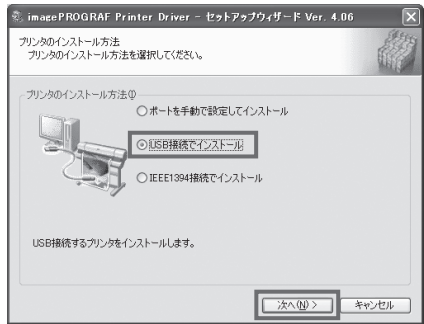 imagePROGRAF Printer Driver - セットアップウィザード Ver. 4.06
プリンタのインストール方法
プリンタのインストール方法を選択してください。
プリンタのインストール方法①
ポートを手動で設定してインストール
USB接続でインストール
IEEE1394接続でインストール
USB接続するプリンタをインストールします。
次へ(N) >
キャンセル